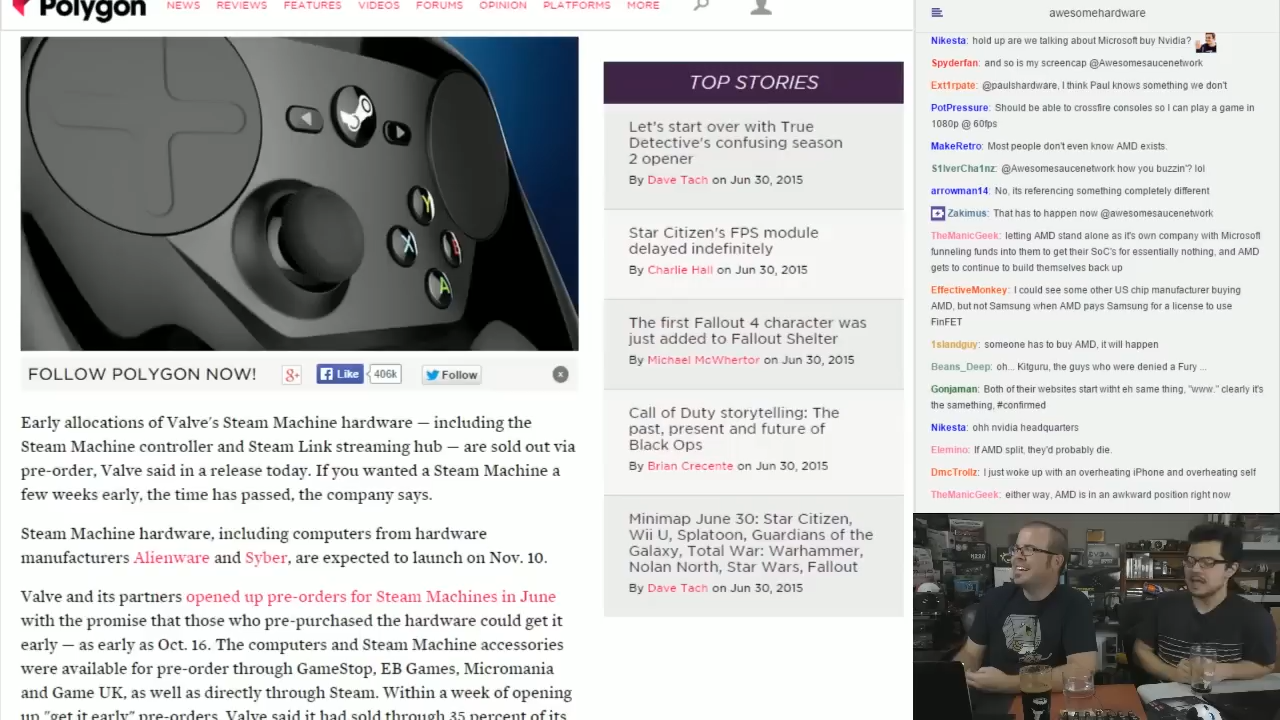 Polygon
NEWS REVIEWS FEATURES VIDEOS FORUMS OPINION PLATFORMS MORE
Y
X
B
A
FOLLOW POLYGON NOW!
g+
Like
406k
Follow
x
Early allocations of Valve's Steam Machine hardware — including the
Steam Machine controller and Steam Link streaming hub — are sold out via
pre-order, Valve said in a release today. If you wanted a Steam Machine a
few weeks early, the time has passed, the company says.
Steam Machine hardware, including computers from hardware
manufacturers Alienware and Syber, are expected to launch on Nov. 10.
Valve and its partners opened up pre-orders for Steam Machines in June
with the promise that those who pre-purchased the hardware could get it
early — as early as Oct. 16. The computers and Steam Machine accessories
were available for pre-order through GameStop, EB Games, Micromania
and Game UK, as well as directly through Steam. Within a week of opening
up "get it early" pre-orders, Valve said it had sold through 35 percent of its
TOP STORIES
Let's start over with True
Detective's confusing season
2 opener
By Dave Tach on Jun 30, 2015
Star Citizen's FPS module
delayed indefinitely
By Charlie Hall on Jun 30, 2015
The first Fallout 4 character was
just added to Fallout Shelter
By Michael McWhertor on Jun 30, 2015
Call of Duty storytelling: The
past, present and future of
Black Ops
By Brian Crecente on Jun 30, 2015
Minimap June 30: Star Citizen,
Wii U, Splatoon, Guardians of the
Galaxy, Total War: Warhammer,
Nolan North, Star Wars, Fallout
By Dave Tach on Jun 30, 2015
awesomehardware
Nikesta: hold up are we talking about Microsoft buy Nvidia?
Spyderfan: and so is my screencap @Awesomesaucenetwork
Ext1rpate: @paulshardware, I think Paul knows something we don't
PotPressure: Should be able to crossfire consoles so I can play a game in
1080p @ 60fps
MakeRetro: Most people don't even know AMD exists.
S1lverCha1nz: @Awesomesaucenetwork how you buzzin'? lol
arrowman14: No, its referencing something completely different
Zakimus: That has to happen now @awesomesaucenetwork
TheManicGeek: letting AMD stand alone as it's own company with Microsoft
funneling funds into them to get their SoC's for essentially nothing, and AMD
gets to continue to build themselves back up
EffectiveMonkey: I could see some other US chip manufacturer buying
AMD, but not Samsung when AMD pays Samsung for a license to use
FinFET
1slandguy: someone has to buy AMD, it will happen
Beans_Deep: oh... Kitguru, the guys who were denied a Fury ...
Gonjaman: Both of their websites start witht eh same thing, "www." clearly it's
the samething, #confirmed
Nikesta: ohh nvidia headquarters
Elemino: If AMD split, they'd probably die.
DmcTrollz: I just woke up with an overheating iPhone and overheating self
TheManicGeek: either way, AMD is in an awkward position right now